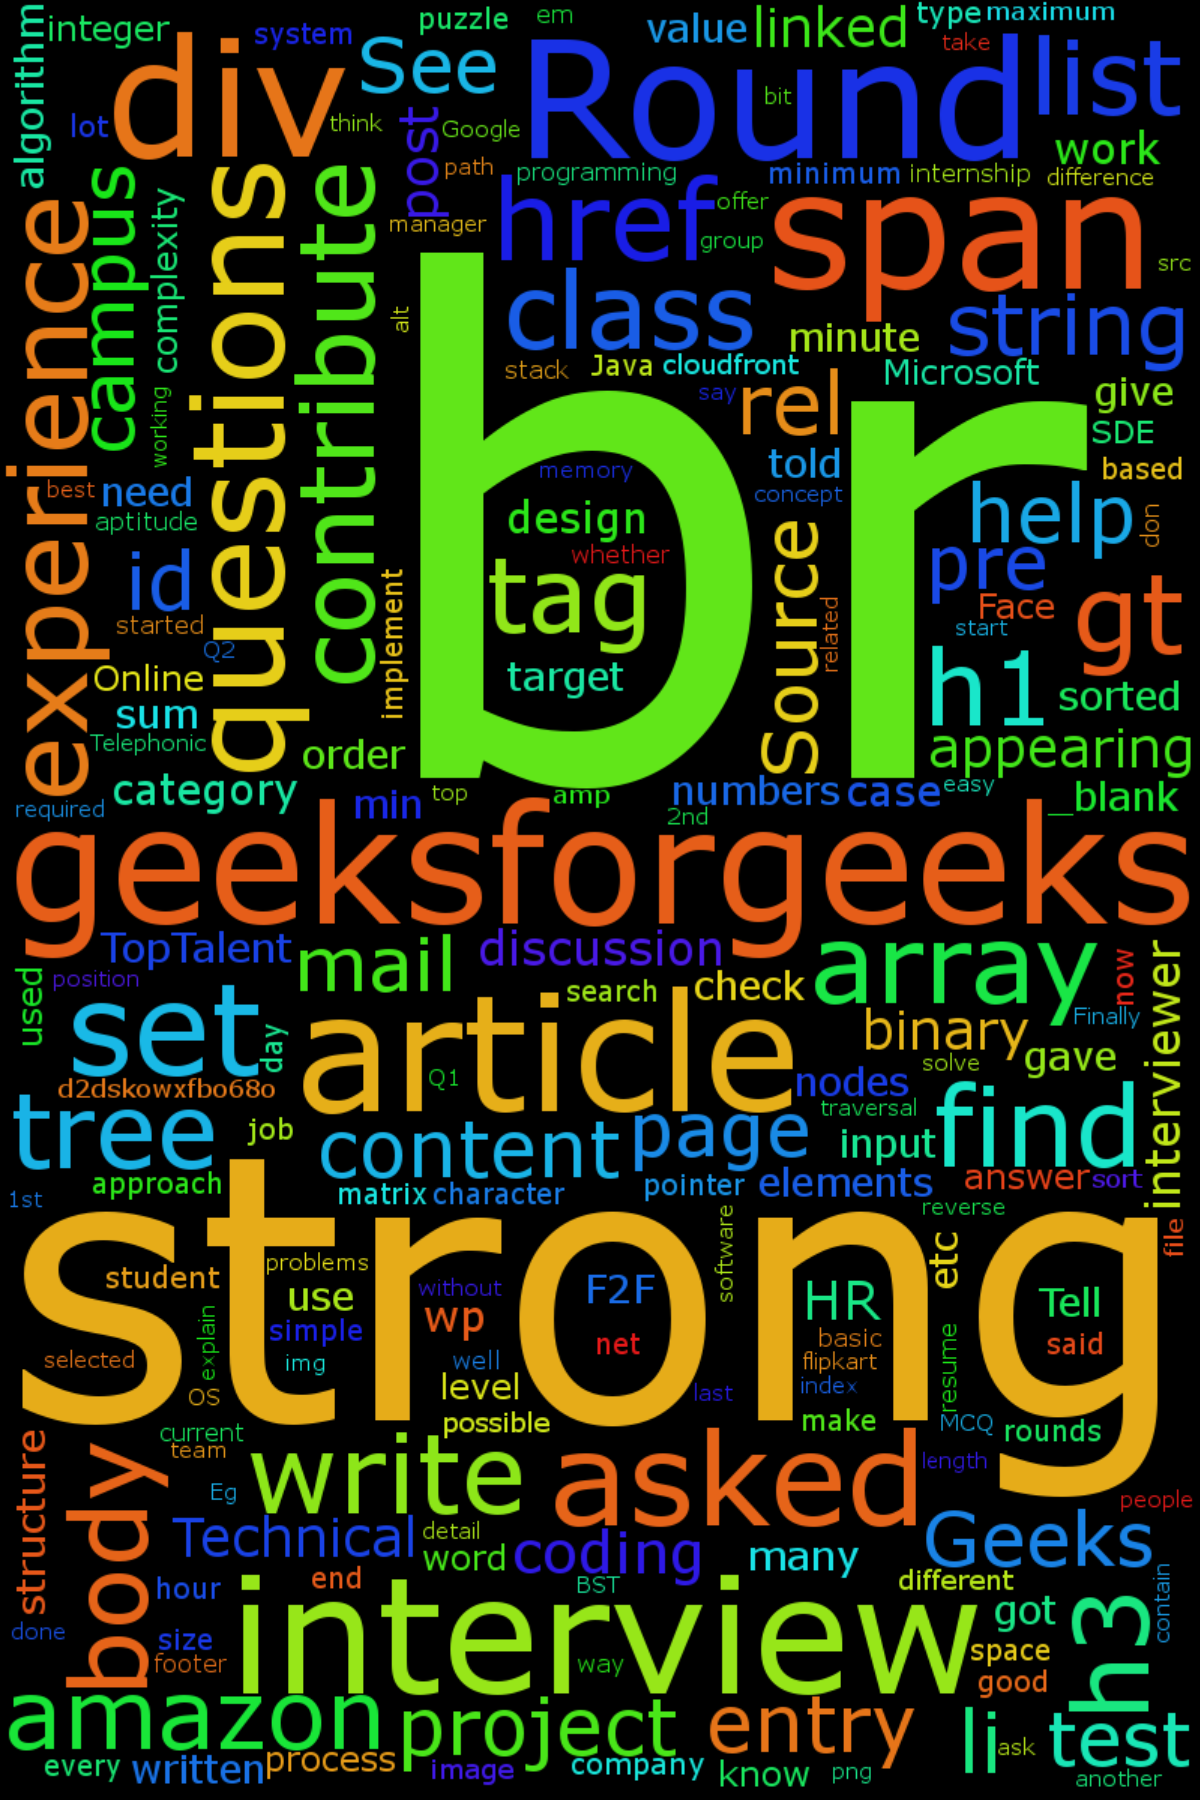 algorithm
integer
system
puzzle
em
value
linked
type
maximum
take
div
See
Round
list
lot
think
post
Google
bit
work
path
programming
minimum
internship
difference
campus
complexity
questions
contribute
manager
href
offer
group
span
src
experience
alt
class
minute
string
stack
Java
cloudfront
Microsoft
say
rel
give
working
br
SDE
told
based
best
need
memory
concept
help
aptitude
design
don
whether
Source
pre
id
tag
implement
related
Face
gt
started
start
Q2
Online
target
h1
sorted
sum
Telephonic
order
appearing
required
category
min
top
amp
numbers
case
easy
2nd
_blank
geeksforgeeks
TopTalent
mail
discussion
array
now
interviewer
used
position
search
check
set
day
article
binary
Finally
solve
gave
d2dskowxfbo68o
Q1
nodes
traversal
find
tree
job
content
page
input
approach
matrix
character
pointer
elements
answer
sort
1st
reverse
strong
software
etc
file
student
problems
use
without
F2F
HR
Tell
simple
wp
net
basic
said
explain
selected
img
well
flipkart
resume
OS
level
last
index
possible
make
MCQ
rounds
current
team
structure
body
write
asked
length
Eg
people
Technical
detail
word
coding
many
Geeks
hour
end
BST
different
contain
interview
got
h3
done
size
footer
way
space
good
amazon
project
entry
li
ask
test
every
written
process
image
company
know
png
another